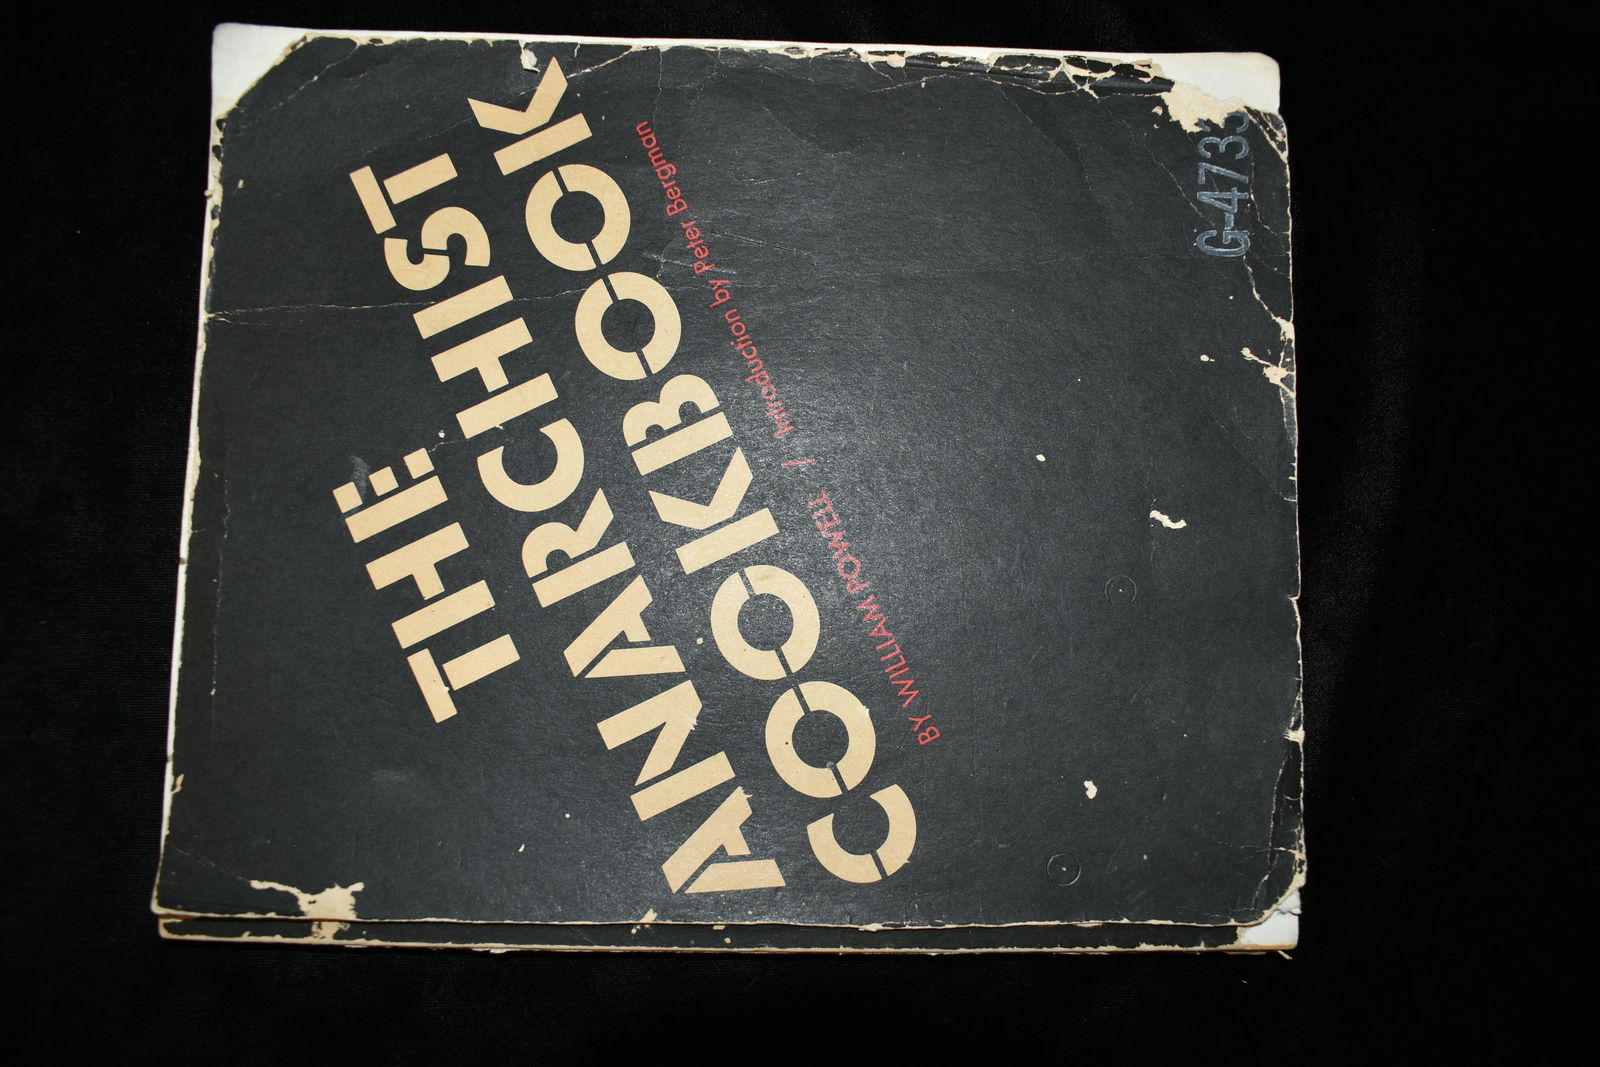 THE
ANARCHIST
COOKBOOK
BY WILLIAM POWELL / Introduction by Peter Bergman
G-4733